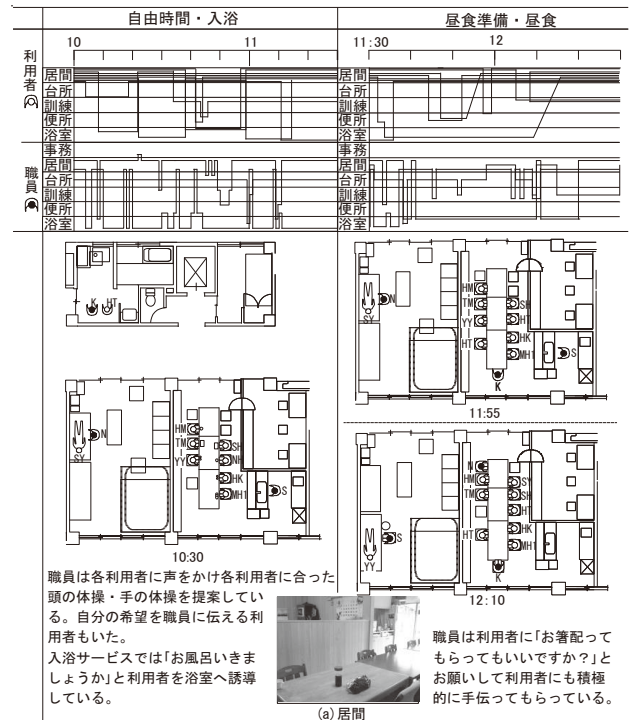 自由時間・入浴
昼食準備・昼食
10
11
11:30
12
利用者
居間
台所
訓練
便所
浴室
居間
台所
訓練
便所
浴室
職員
事務
居間
台所
訓練
便所
浴室
事務
居間
台所
訓練
便所
浴室
K
HT
N
SY
HM
TM
YY
SH
NH
HK
MH1
S
10:30
N
SY
HM
TM
YY
HT
SH
HT
HK
MH1
S
K
11:55
N
HM
TM
HT
SY
SH
HT
HK
MH1
S
YY
K
12:10
職員は各利用者に声をかけ各利用者に合った
頭の体操・手の体操を提案してい
る。自分の希望を職員に伝える利
用者もいた。
入浴サービスでは「お風呂いきま
しょうか」と利用者を浴室へ誘導
している。
(a)居間
職員は利用者に「お箸配って
もらってもいいですか？」と
お願いして利用者にも積極
的に手伝ってもらっている。